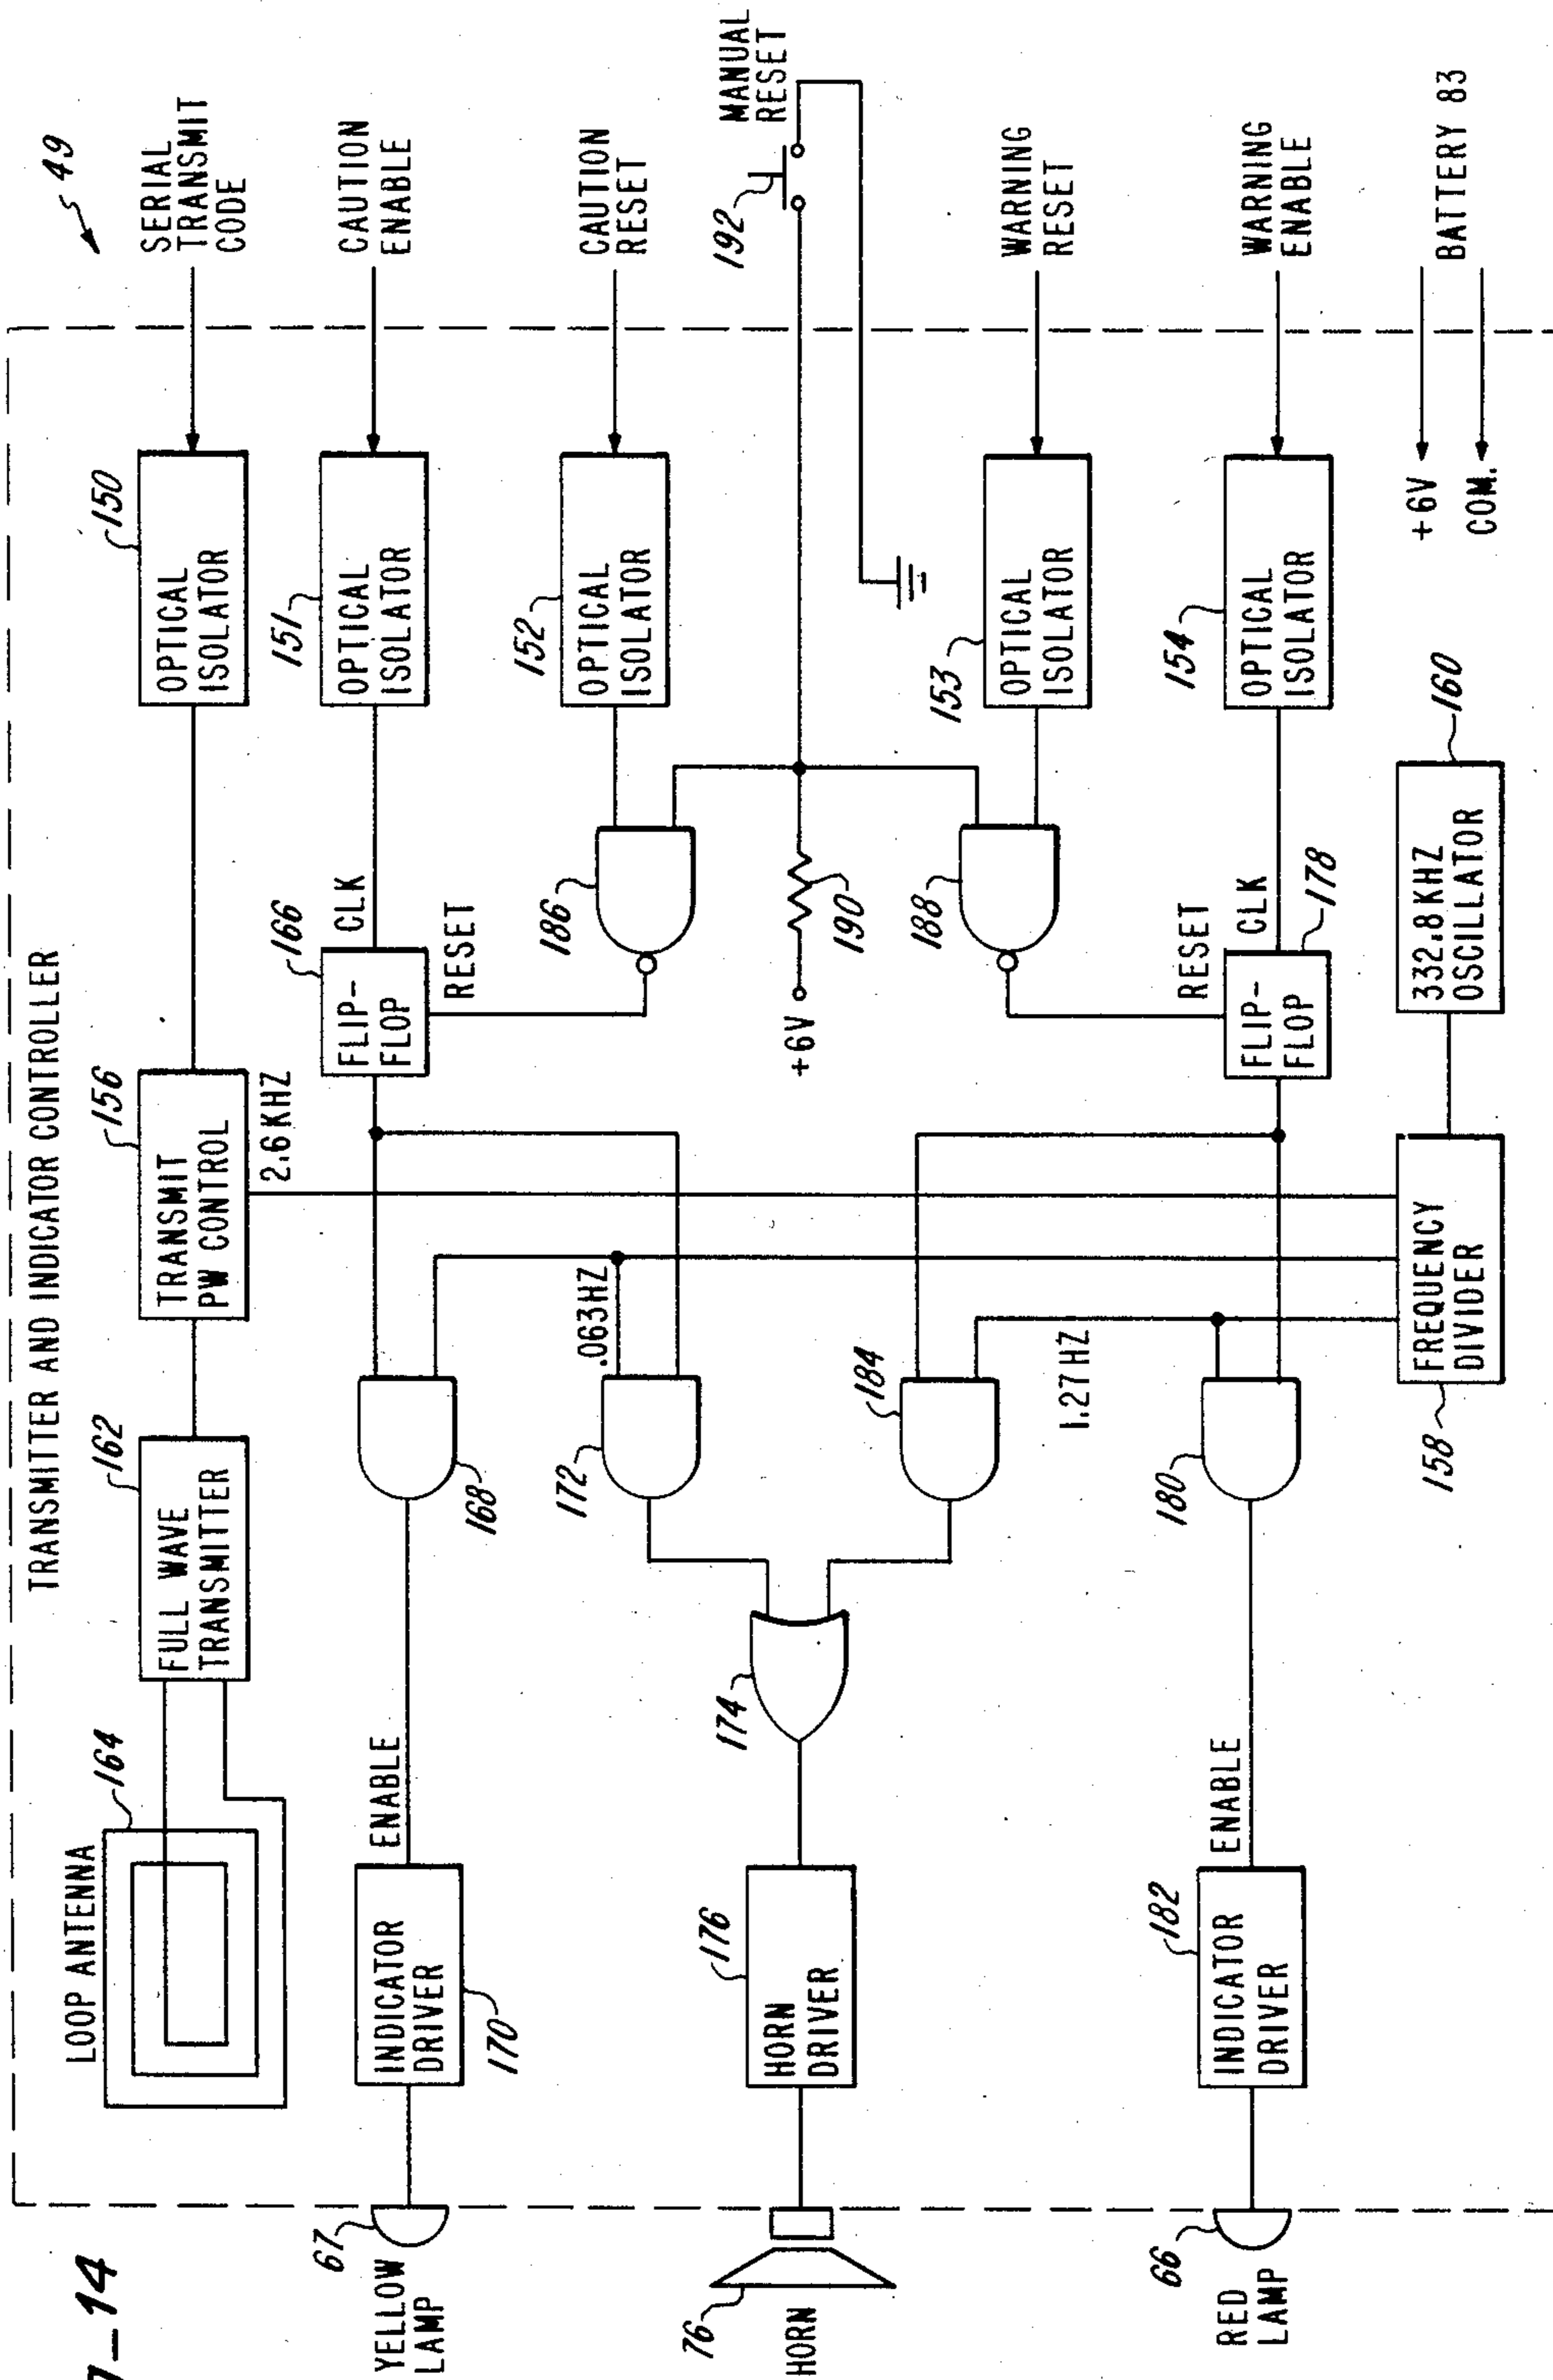 -14
TRANSMITTER AND INDICATOR CONTROLLER
49
LOOP ANTENNA
164
162
FULL WAVE
TRANSMITTER
156
TRANSMIT
PW CONTROL
2.6 KHZ
150
OPTICAL
ISOLATOR
SERIAL
TRANSMIT
CODE
67
YELLOW
LAMP
INDICATOR
DRIVER
170
ENABLE
168
166
FLIP-
FLOP
CLK
RESET
151
OPTICAL
ISOLATOR
CAUTION
ENABLE
172
.063HZ
186
152
OPTICAL
ISOLATOR
CAUTION
RESET
76
HORN
176
HORN
DRIVER
174
+6V
190
192
MANUAL
RESET
184
1.27HZ
188
153
OPTICAL
ISOLATOR
WARNING
RESET
66
RED
LAMP
182
INDICATOR
DRIVER
ENABLE
180
RESET
FLIP-
FLOP
CLK
178
154
OPTICAL
ISOLATOR
WARNING
ENABLE
158
FREQUENCY
DIVIDER
332.8 KHZ
OSCILLATOR
160
+6V
COM.
BATTERY 83